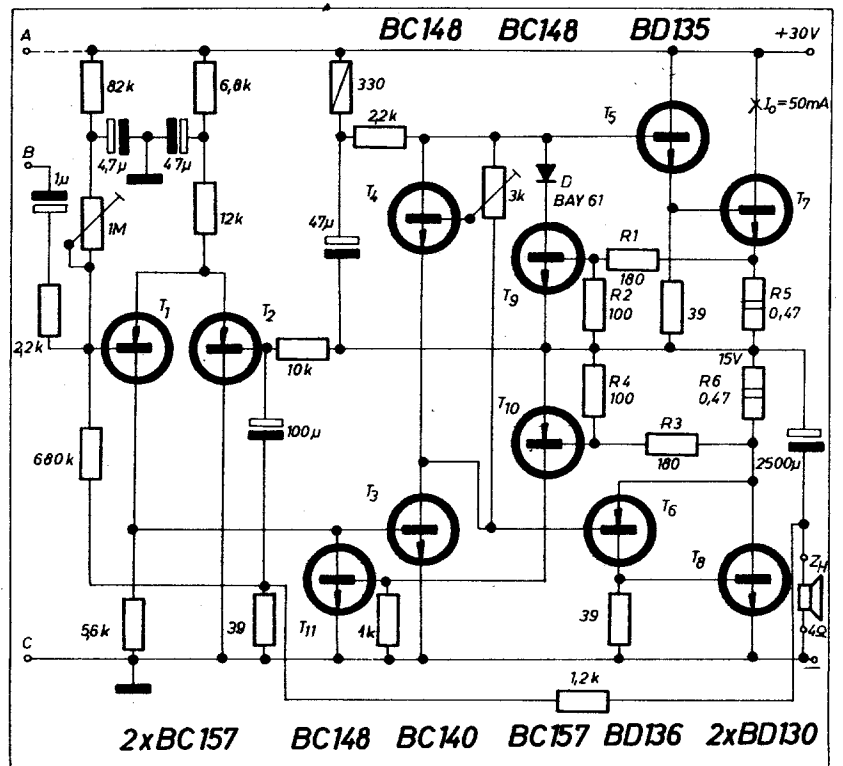 BC148 BC148 BD135
A
+30V
82k
6,8k
330
I₀=50mA
2,2k
T5
4,7µ
47µ
B
1µ
T4
D
3k
BAY 61
T7
1M
12k
47µ
R1
180
T9
R2
100
39
R5
0,47
T1
T2
2,2k
10k
15V
R4
100
R6
0,47
T10
100µ
R3
180
2500µ
680k
T3
T6
T8
ZH
5,6k
39
T11
1k
39
4Ω
C
–
1,2k
2xBC157 BC148 BC140 BC157 BD136 2xBD130